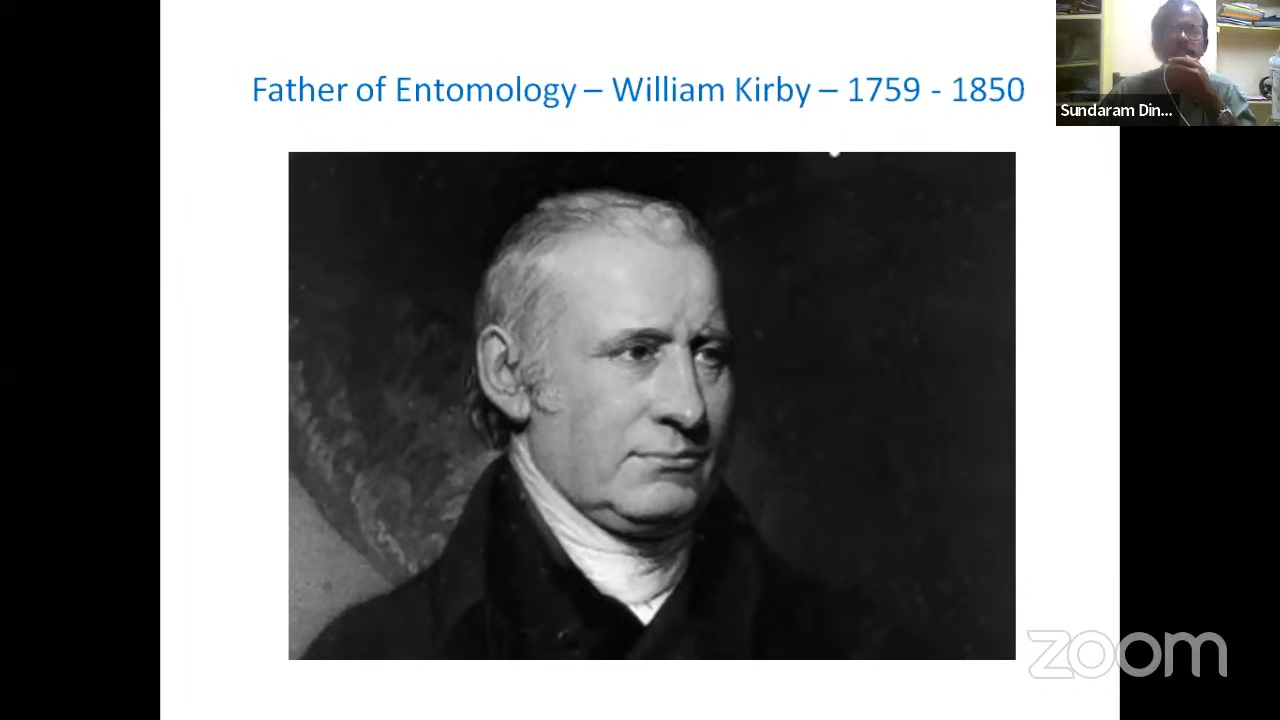 Father of Entomology – William Kirby – 1759 - 1850
Sundaram Din...
zoom